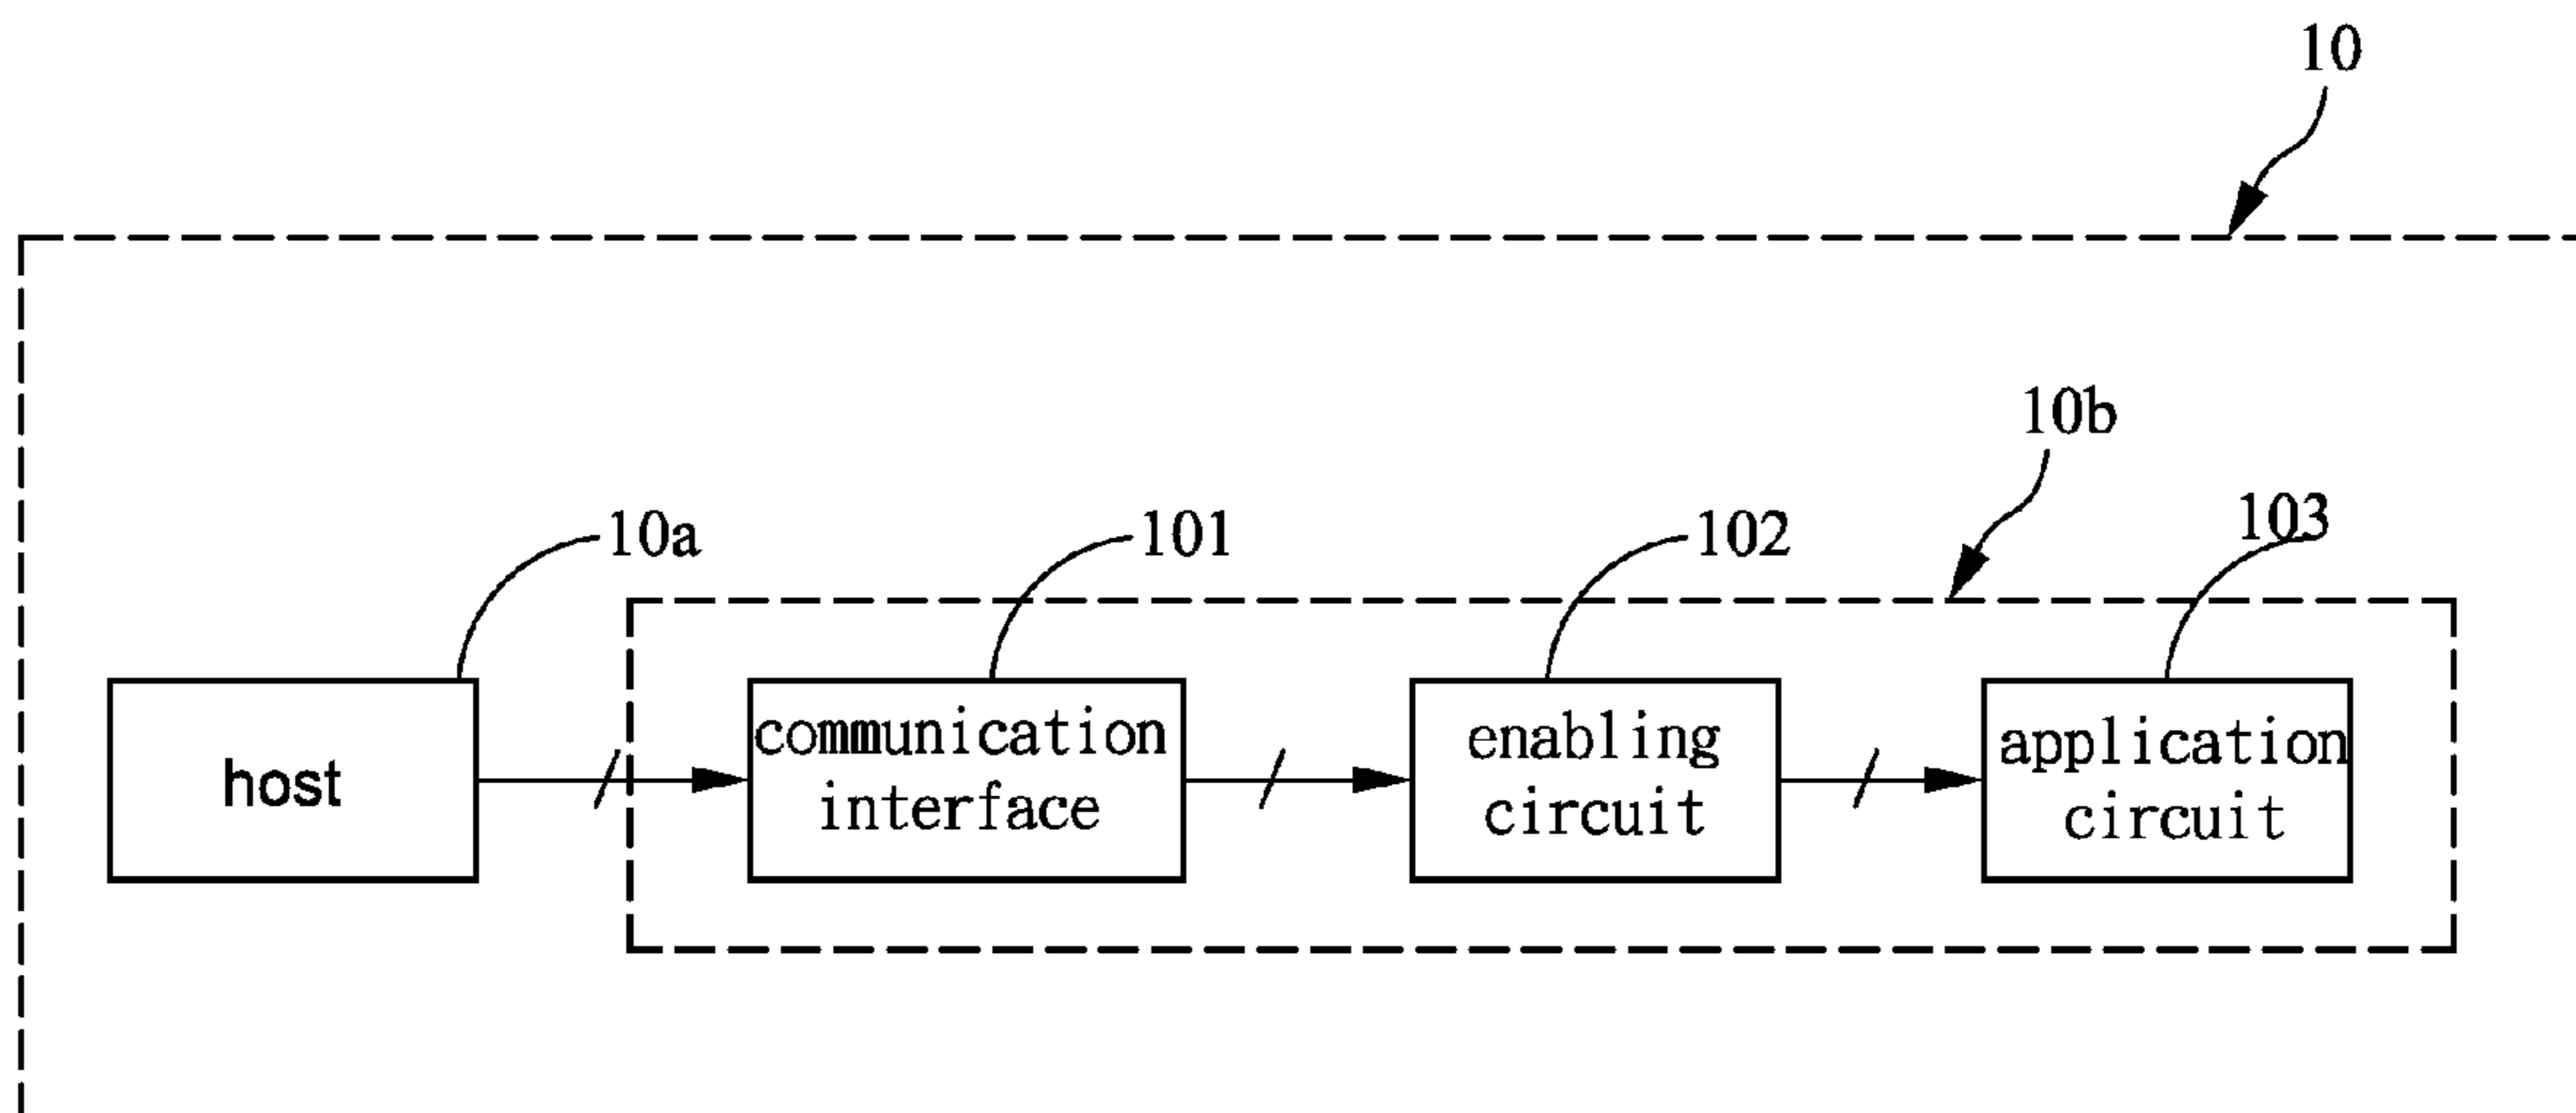 10
10b
10a
101
102
103
host
communication
interface
enabling
circuit
application
circuit